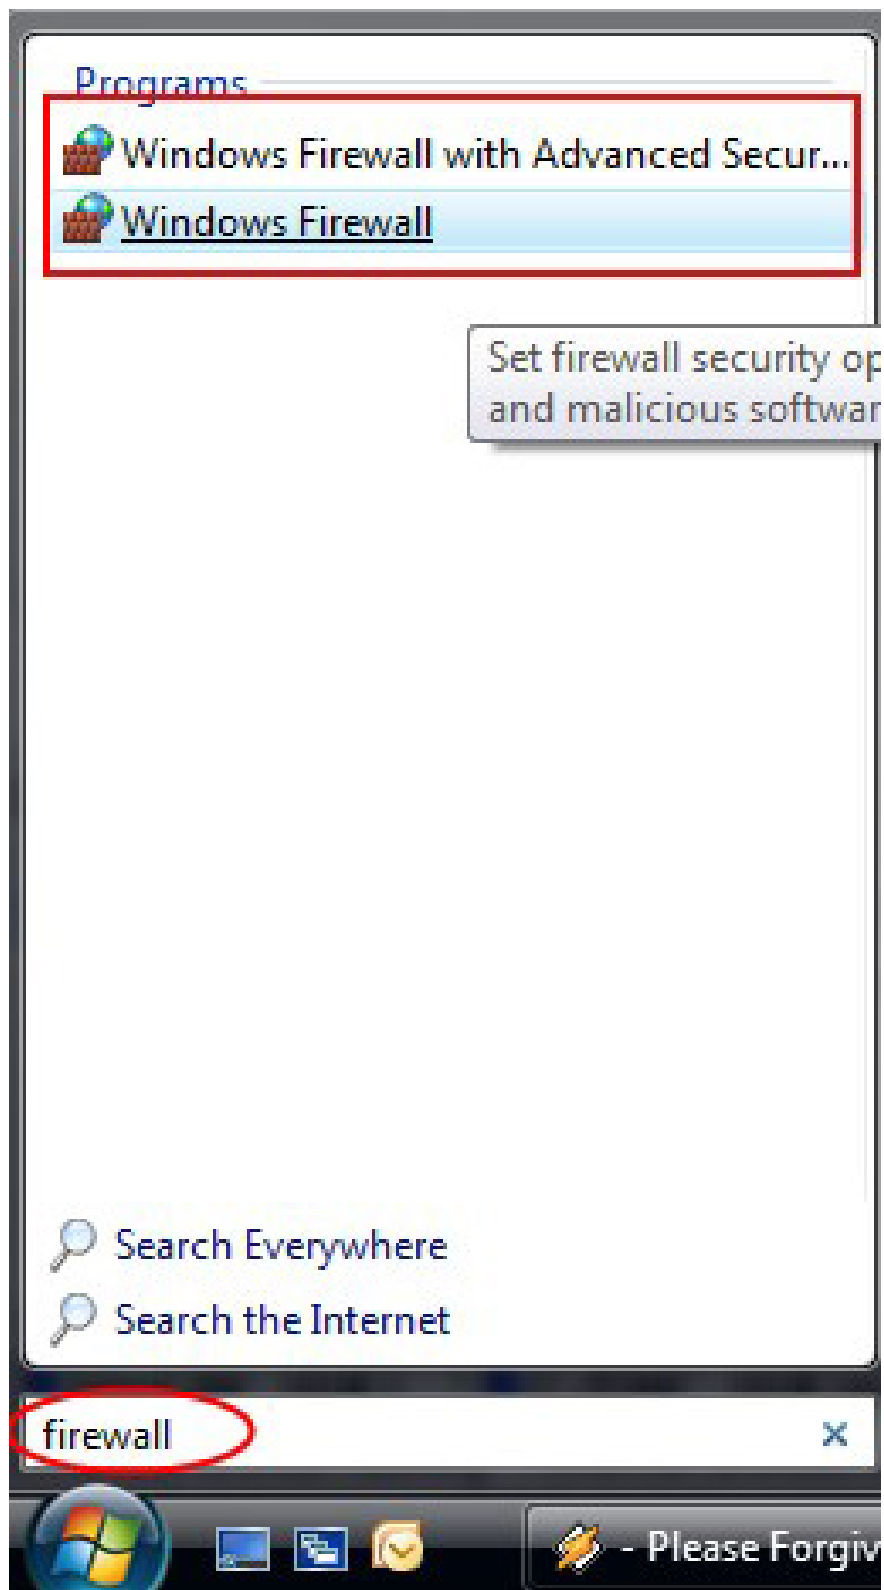 Programs
Windows Firewall with Advanced Secur...
Windows Firewall
Set firewall security op
and malicious softwar
Search Everywhere
Search the Internet
firewall
- Please Forgiv